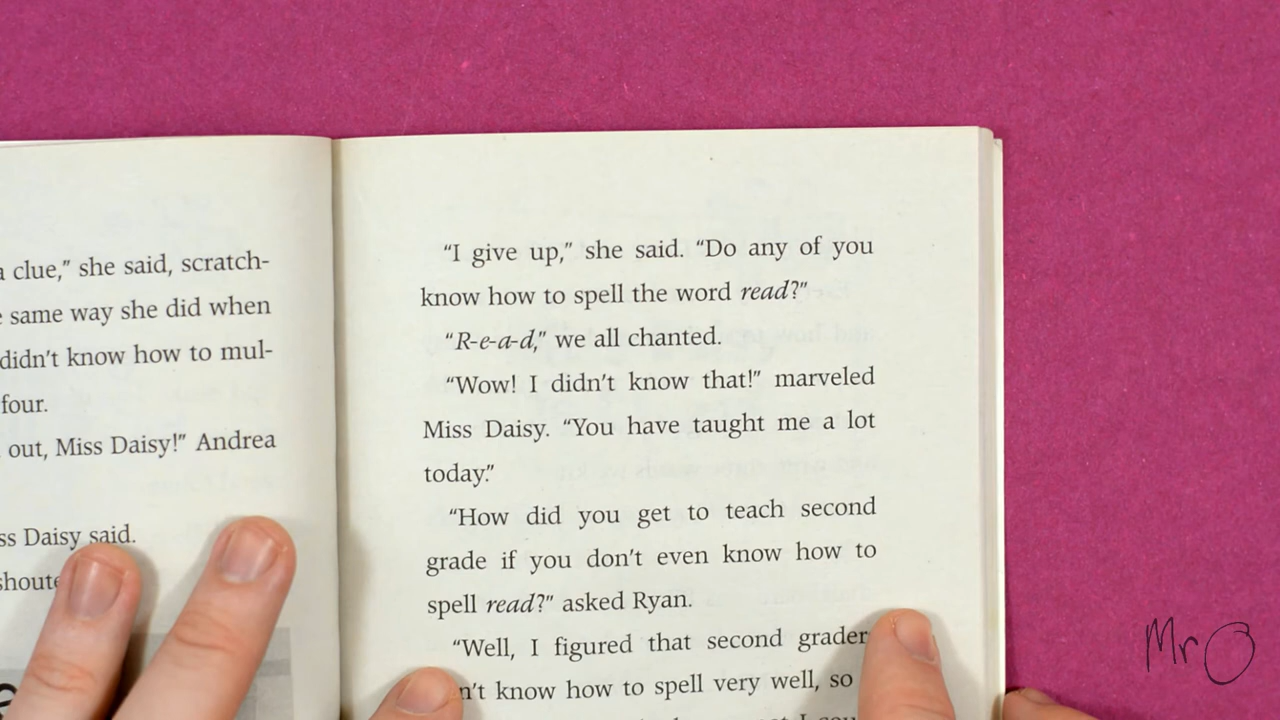 a clue,” she said, scratch-
same way she did when
didn’t know how to mul-
four.
out, Miss Daisy!” Andrea
Daisy said.
“I give up,” she said. “Do any of you
know how to spell the word read?”
“R-e-a-d,” we all chanted.
“Wow! I didn’t know that!” marveled
Miss Daisy. “You have taught me a lot
today.”
“How did you get to teach second
grade if you don’t even know how to
spell read?” asked Ryan.
“Well, I figured that second grader
know how to spell very well, so
Mr O